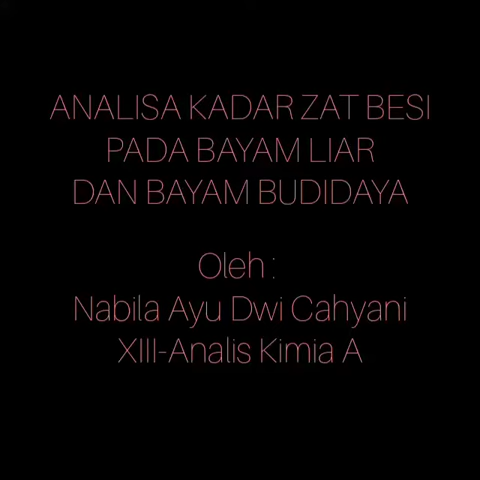 ANALISA KADAR ZAT BESI
PADA BAYAM LIAR
DAN BAYAM BUDIDAYA
Oleh :
Nabila Ayu Dwi Cahyani
XIII-Analis Kimia A